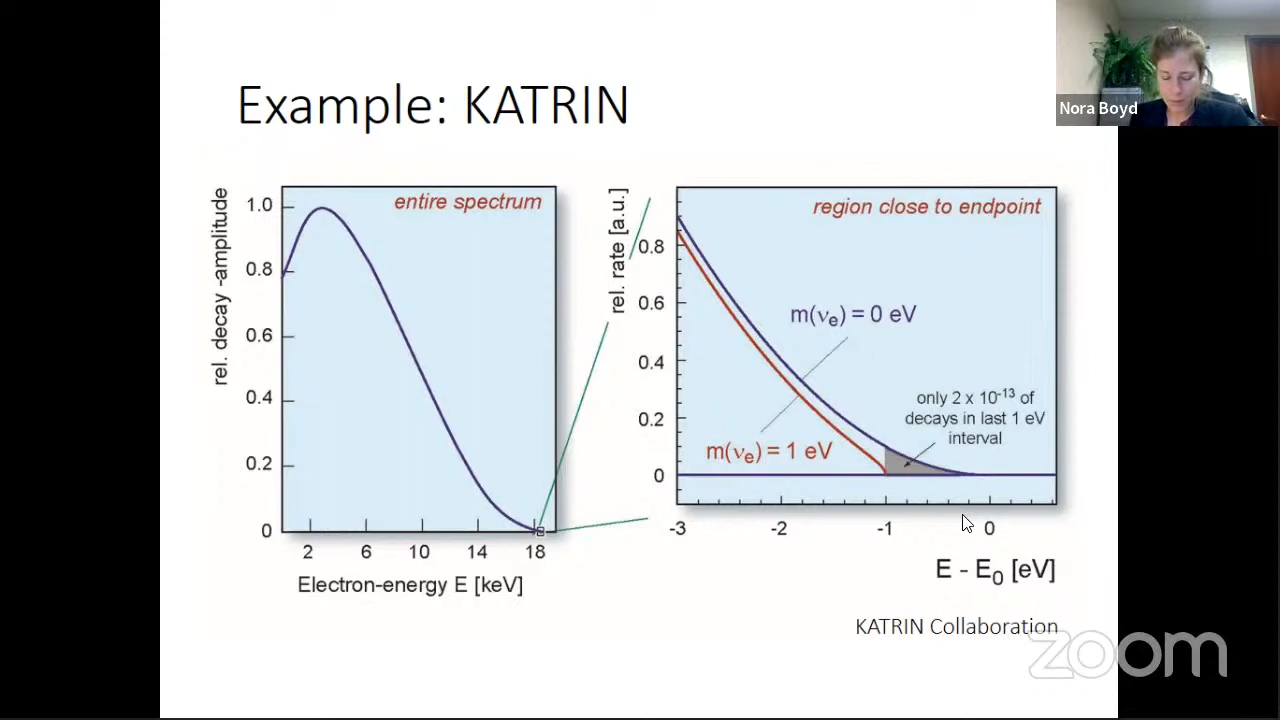 Example: KATRIN
Nora Boyd
rel. decay -amplitude
1.0
0.8
0.6
0.4
0.2
0
entire spectrum
2 6 10 14 18
Electron-energy E [keV]
rel. rate [a.u.]
0.8
0.6
0.4
0.2
0
region close to endpoint
m(νe) = 0 eV
only 2 x 10-13 of
decays in last 1 eV
interval
m(νe) = 1 eV
-3 -2 -1 0
E - E0 [eV]
KATRIN Collaboration
zoom